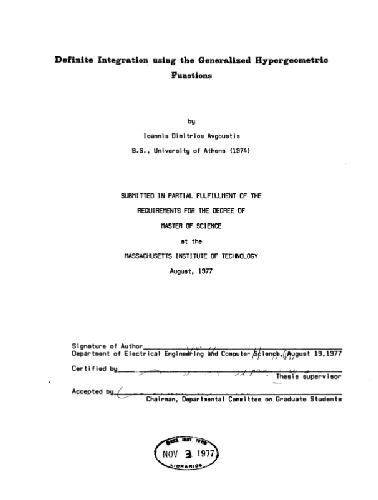 Definite Integration using the Generalized Hypergeometric
Functions
by
Ioannis Dimitrios Avgoustis
B.S., University of Athens (1974)
SUBMITTED IN PARTIAL FULFILLMENT OF THE
REQUIREMENTS FOR THE DEGREE OF
MASTER OF SCIENCE
at the
MASSACHUSETTS INSTITUTE OF TECHNOLOGY
August, 1977
Signature of Author
Department of Electrical Engineering and Computer Science, August 19,1977
Certified by
Thesis supervisor
Accepted by
Chairman, Departmental Committee on Graduate Students
NOV 3 1977
LIBRARIES